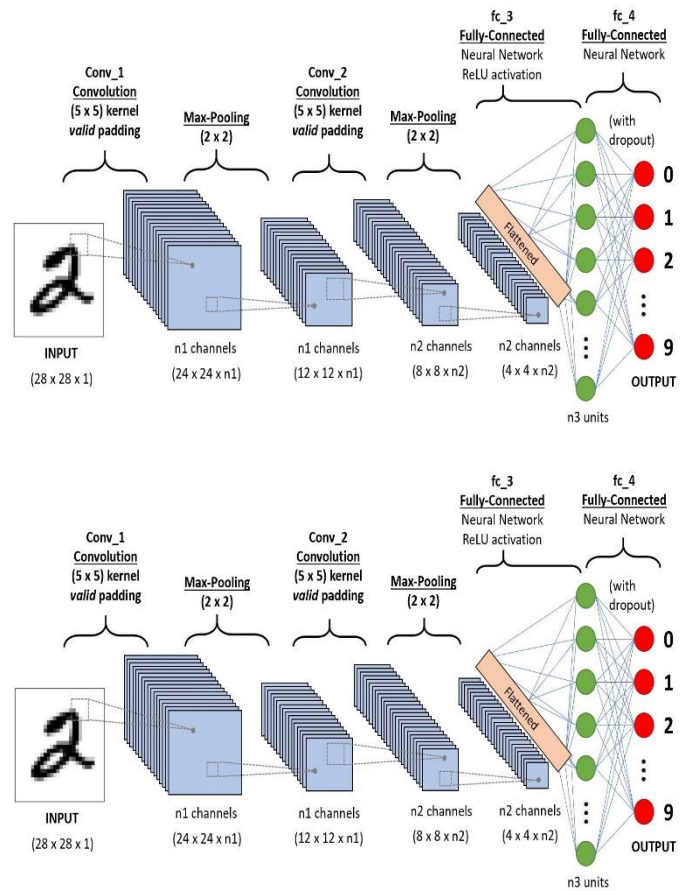 fc_3
Fully-Connected
Neural Network
ReLU activation
fc_4
Fully-Connected
Neural Network
Conv_1
Convolution
(5 x 5) kernel
valid padding
Max-Pooling
(2 x 2)
Conv_2
Convolution
(5 x 5) kernel
valid padding
Max-Pooling
(2 x 2)
(with
dropout)
Flattened
0
1
2
9
INPUT
(28 x 28 x 1)
n1 channels
(24 x 24 x n1)
n1 channels
(12 x 12 x n1)
n2 channels
(8 x 8 x n2)
n2 channels
(4 x 4 x n2)
OUTPUT
n3 units
2
fc_3
Fully-Connected
Neural Network
ReLU activation
fc_4
Fully-Connected
Neural Network
Conv_1
Convolution
(5 x 5) kernel
valid padding
Max-Pooling
(2 x 2)
Conv_2
Convolution
(5 x 5) kernel
valid padding
Max-Pooling
(2 x 2)
(with
dropout)
Flattened
0
1
2
9
INPUT
(28 x 28 x 1)
n1 channels
(24 x 24 x n1)
n1 channels
(12 x 12 x n1)
n2 channels
(8 x 8 x n2)
n2 channels
(4 x 4 x n2)
OUTPUT
n3 units
2